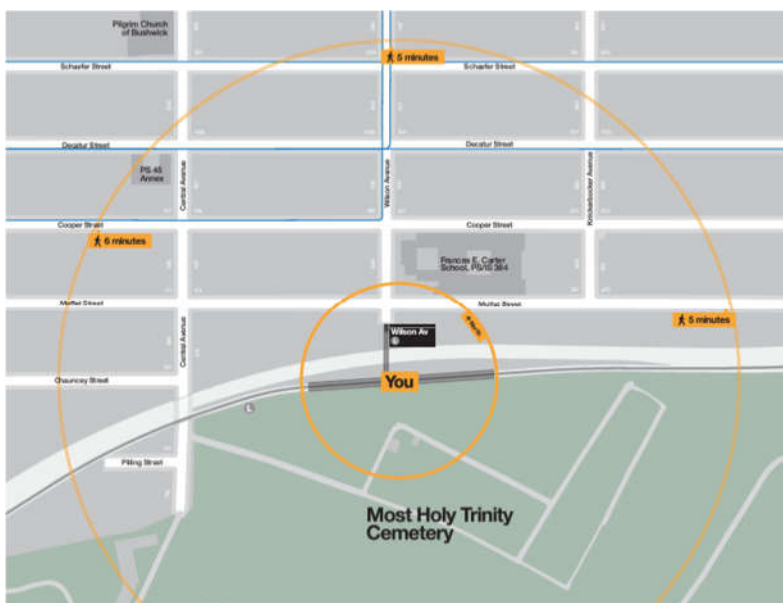 Pilgrim Church
of Bushwick
5 minutes
Schaefer Street
Schaefer Street
Decatur Street
Decatur Street
PS 45
Annex
Central Avenue
Wilson Avenue
Knickerbocker Avenue
Cooper Street
Cooper Street
6 minutes
Frances E. Carter
School, PS/IS 384
Moffat Street
Moffat Street
North
5 minutes
Central Avenue
Wilson Av
L
Chauncey Street
You
L
Pilling Street
Most Holy Trinity
Cemetery